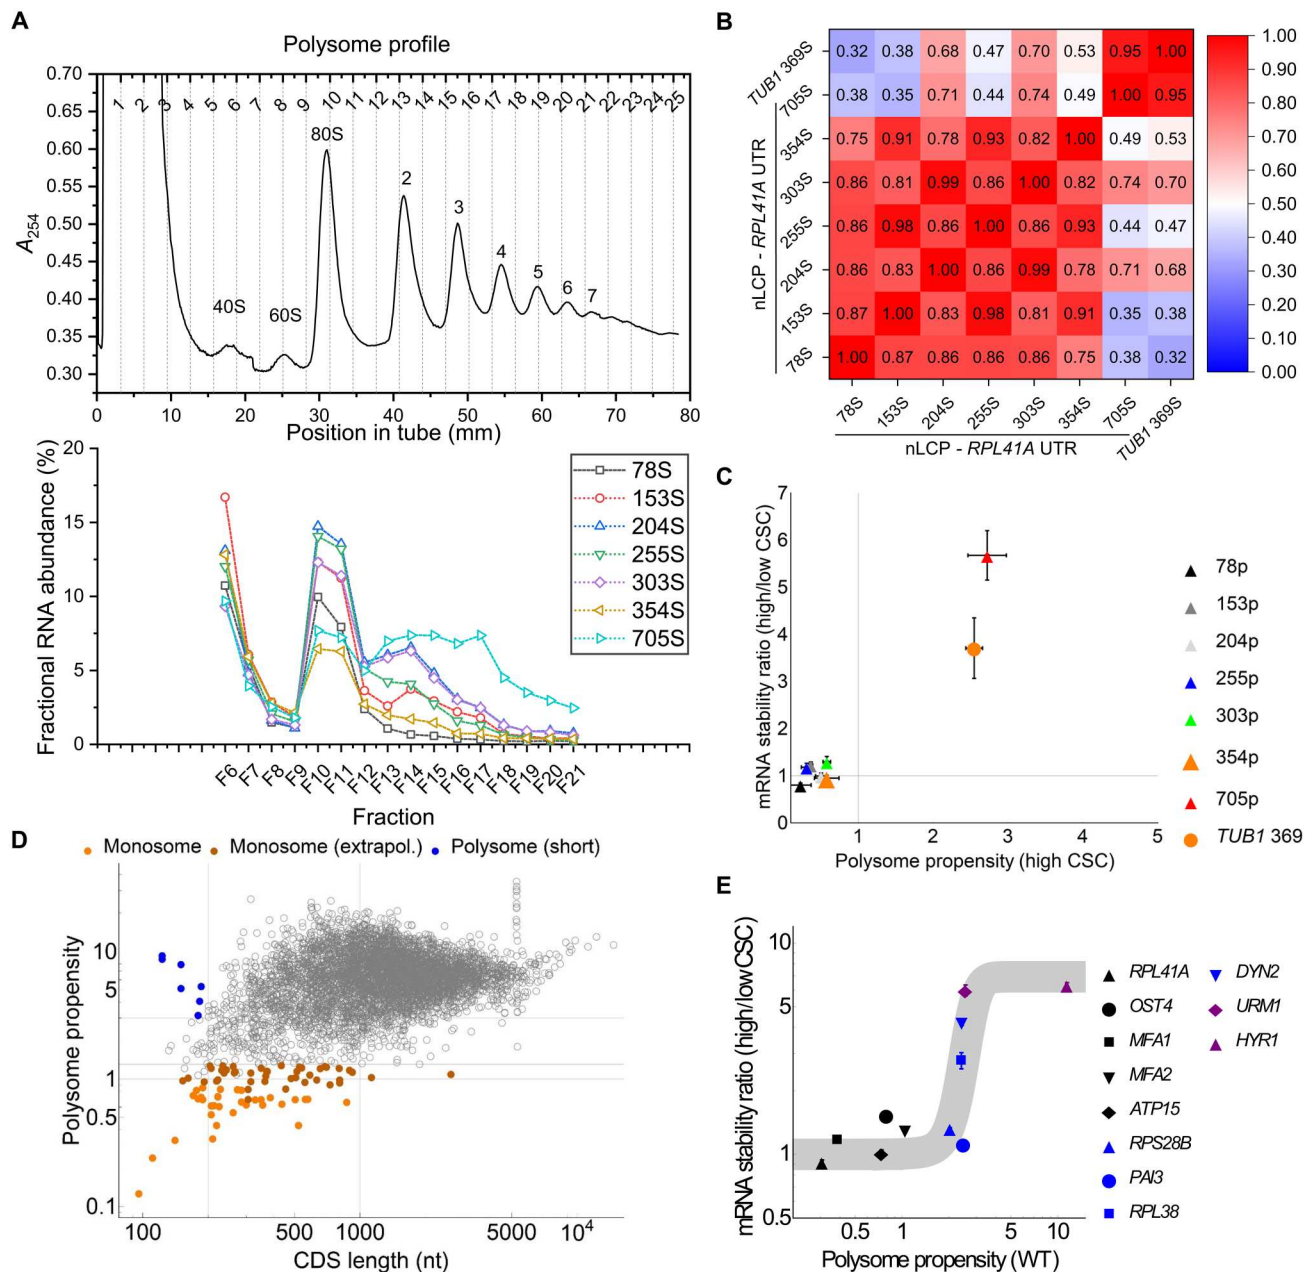 A
Polysome profile
0.70
0.65
0.60
0.55
0.50
0.45
0.40
0.35
0.30
A254
1 2 3 4 5 6 7 8 9 10 11 12 13 14 15 16 17 18 19 20 21 22 23 24 25
40S
60S
80S
2
3
4
5
6
7
0 10 20 30 40 50 60 70 80
Position in tube (mm)
20
15
10
5
0
Fractional RNA abundance (%)
78S
153S
204S
255S
303S
354S
705S
F6 F7 F8 F9 F10 F11 F12 F13 F14 F15 F16 F17 F18 F19 F20 F21
Fraction
B
TUB1 369S 0.32 0.38 0.68 0.47 0.70 0.53 0.95 1.00
705S 0.38 0.35 0.71 0.44 0.74 0.49 1.00 0.95
354S 0.75 0.91 0.78 0.93 0.82 1.00 0.49 0.53
303S 0.86 0.81 0.99 0.86 1.00 0.82 0.74 0.70
255S 0.86 0.98 0.86 1.00 0.86 0.93 0.44 0.47
204S 0.86 0.83 1.00 0.86 0.99 0.78 0.71 0.68
153S 0.87 1.00 0.83 0.98 0.81 0.91 0.35 0.38
78S 1.00 0.87 0.86 0.86 0.86 0.75 0.38 0.32
nLCP - RPL41A UTR
78S 153S 204S 255S 303S 354S 705S TUB1 369S
nLCP - RPL41A UTR
1.00
0.90
0.80
0.70
0.60
0.50
0.40
0.30
0.20
0.10
0.00
C
7
6
5
4
3
2
1
0
mRNA stability ratio (high/low CSC)
1 2 3 4 5
Polysome propensity (high CSC)
78p
153p
204p
255p
303p
354p
705p
TUB1 369
D
Monosome Monosome (extrapol.) Polysome (short)
10
5
1
0.5
0.1
Polysome propensity
100 500 1000 5000 10⁴
CDS length (nt)
E
10
5
1
0.5
mRNA stability ratio (high/lowCSC)
0.5 1 5 10
Polysome propensity (WT)
RPL41A
OST4
MFA1
MFA2
ATP15
RPS28B
PAI3
RPL38
DYN2
URM1
HYR1